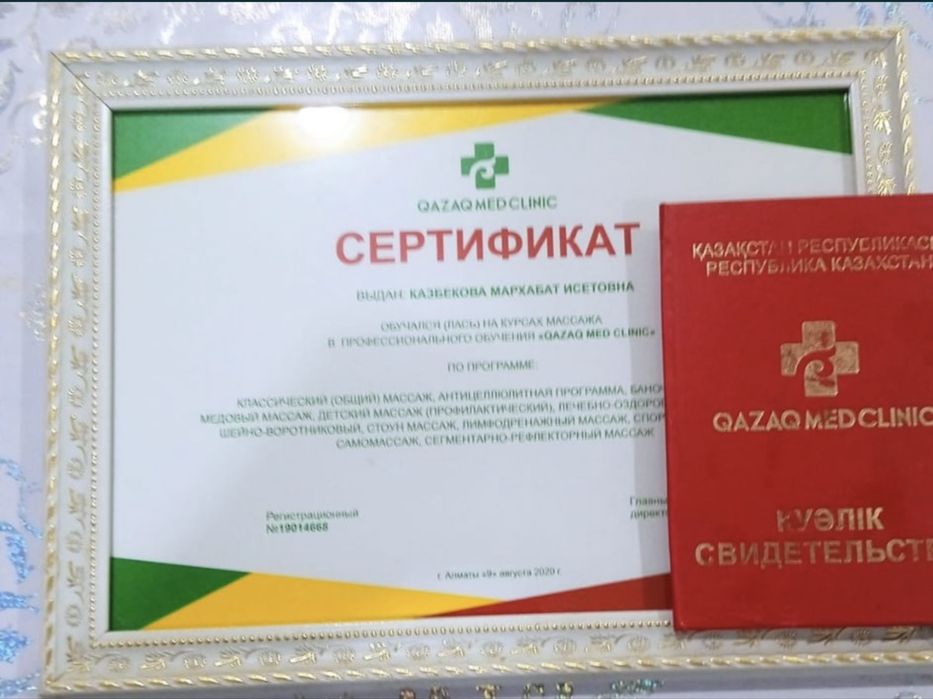 QAZAQ MED CLINIC
СЕРТИФИКАТ
ВЫДАН: КАЗБЕКОВА МАРХАБАТ ИСЕТОВНА
ОБУЧАЛСЯ (ЛАСЬ) НА КУРСАХ МАССАЖА
В ПРОФЕССИОНАЛЬНОГО ОБУЧЕНИЯ «QAZAQ MED CLINIC»
ПО ПРОГРАММЕ:
КЛАССИЧЕСКИЙ (ОБЩИЙ) МАССАЖ, АНТИЦЕЛЛЮЛИТНАЯ ПРОГРАММА,
МЕДОВЫЙ МАССАЖ, ДЕТСКИЙ МАССАЖ (ПРОФИЛАКТИЧЕСКИЙ),
ШЕЙНО-ВОРОТНИКОВЫЙ, СТОУН МАССАЖ, ЛИМФОДРЕНАЖНЫЙ МАССАЖ,
САМОМАССАЖ, СЕГМЕНТАРНО-РЕФЛЕКТОРНЫЙ МАССАЖ
Регистрационный
№19014668
г. Алматы «9» августа 2020 г.
ҚАЗАҚСТАН РЕСПУБЛИКАС
РЕСПУБЛИКА КАЗАХСТАН
QAZAQ MED CLINIC
КУӘЛІК
СВИДЕТЕЛЬСТ